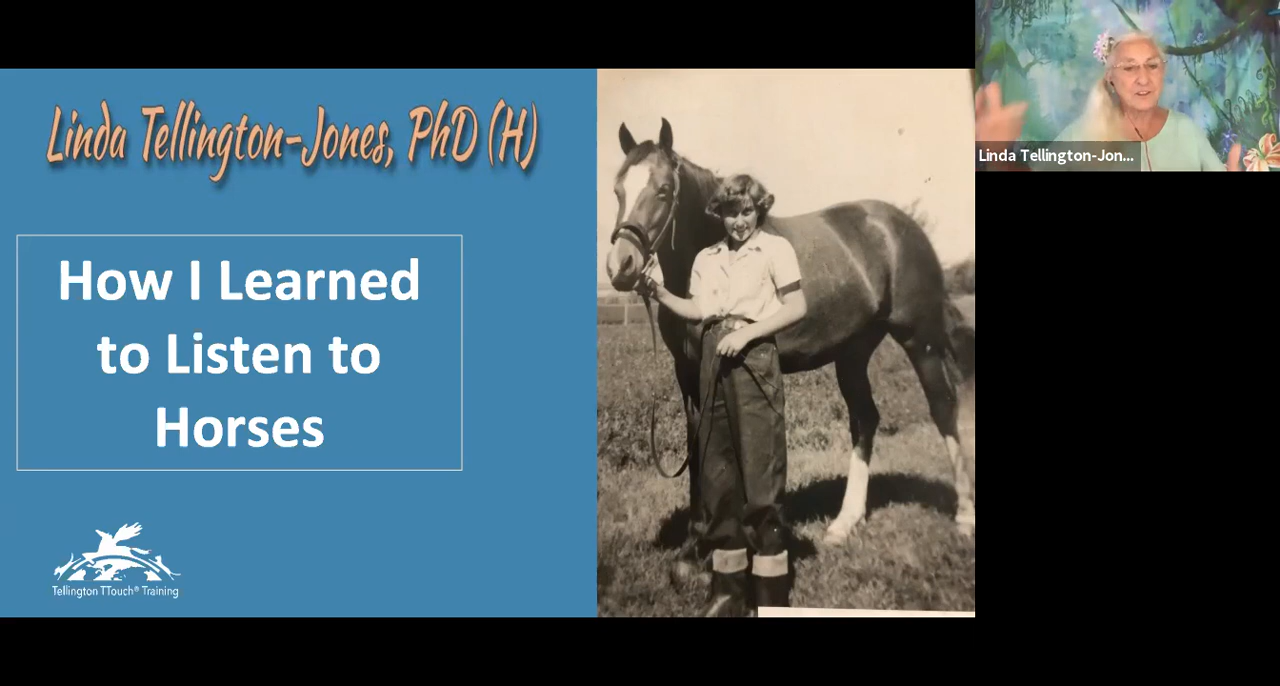 Linda Tellington-Jones, PhD (H)
How I Learned
to Listen to
Horses
Tellington TTouch® Training
Linda Tellington-Jon...